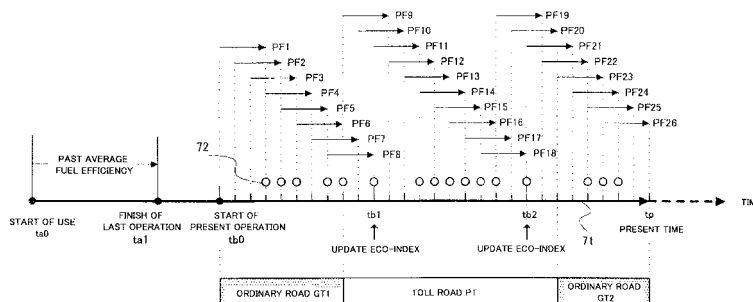 PF1
PF2
PF3
PF4
PF5
PF6
PF7
PF8
PF9
PF10
PF11
PF12
PF13
PF14
PF15
PF16
PF17
PF18
PF19
PF20
PF21
PF22
PF23
PF24
PF25
PF26
72
PAST AVERAGE
FUEL EFFICIENCY
START OF USE
ta0
FINISH OF
LAST OPERATION
ta1
START OF
PRESENT OPERATION
tb0
tb1
UPDATE ECO-INDEX
tb2
UPDATE ECO-INDEX
71
tp
PRESENT TIME
TIM
ORDINARY ROAD GT1
TOLL ROAD PT
ORDINARY ROAD
GT2